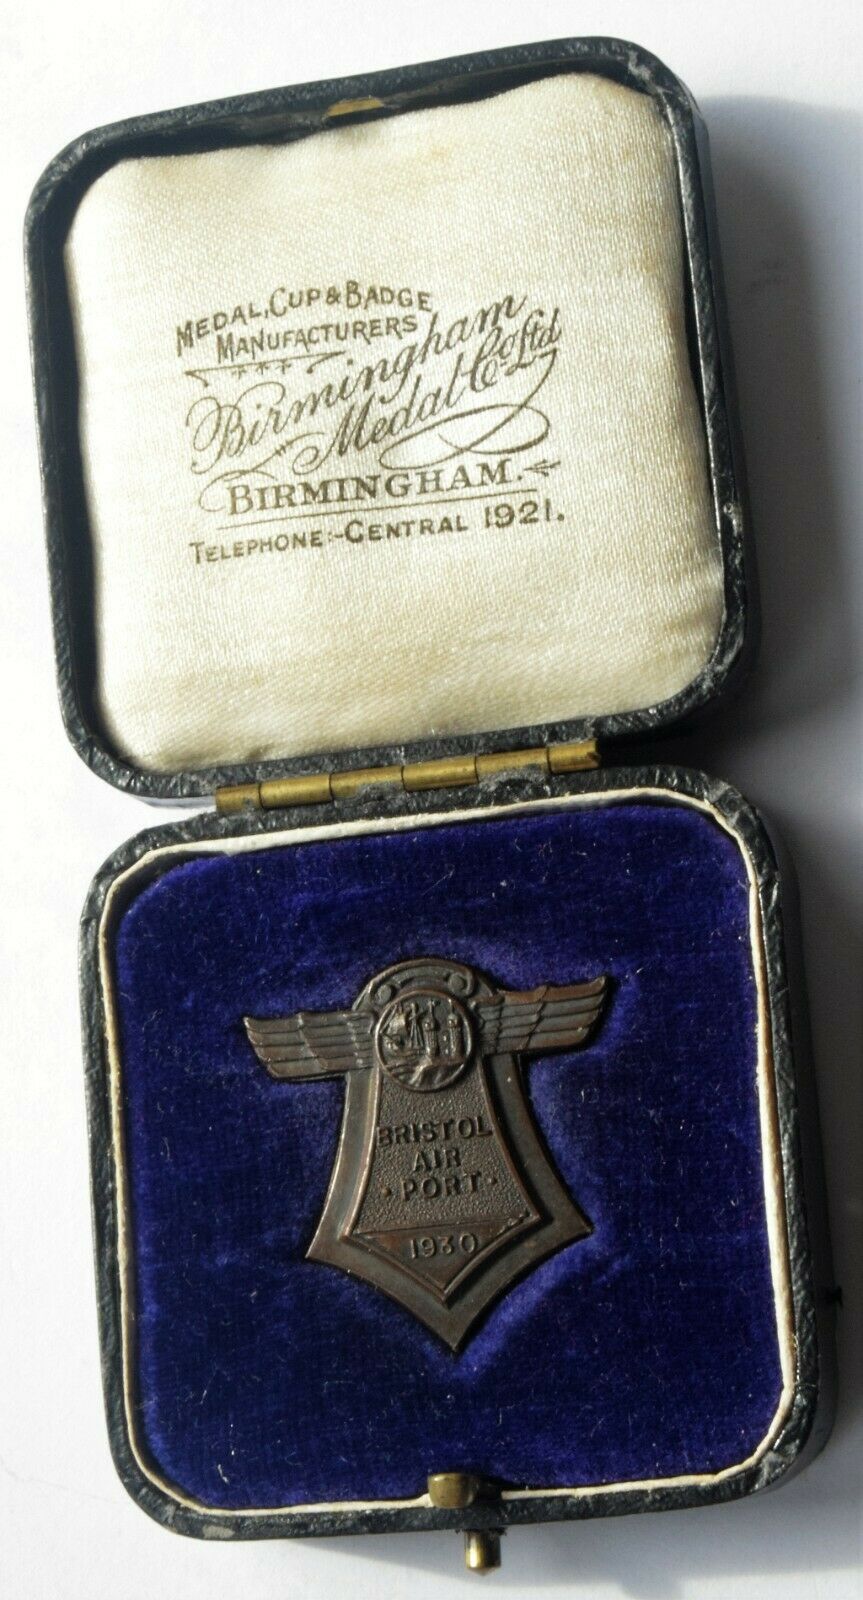 MEDAL, CUP & BADGE
MANUFACTURERS
Birmingham
Medal Co Ltd
BIRMINGHAM.
TELEPHONE:-CENTRAL 1921.
BRISTOL
AIR
·PORT·
1930